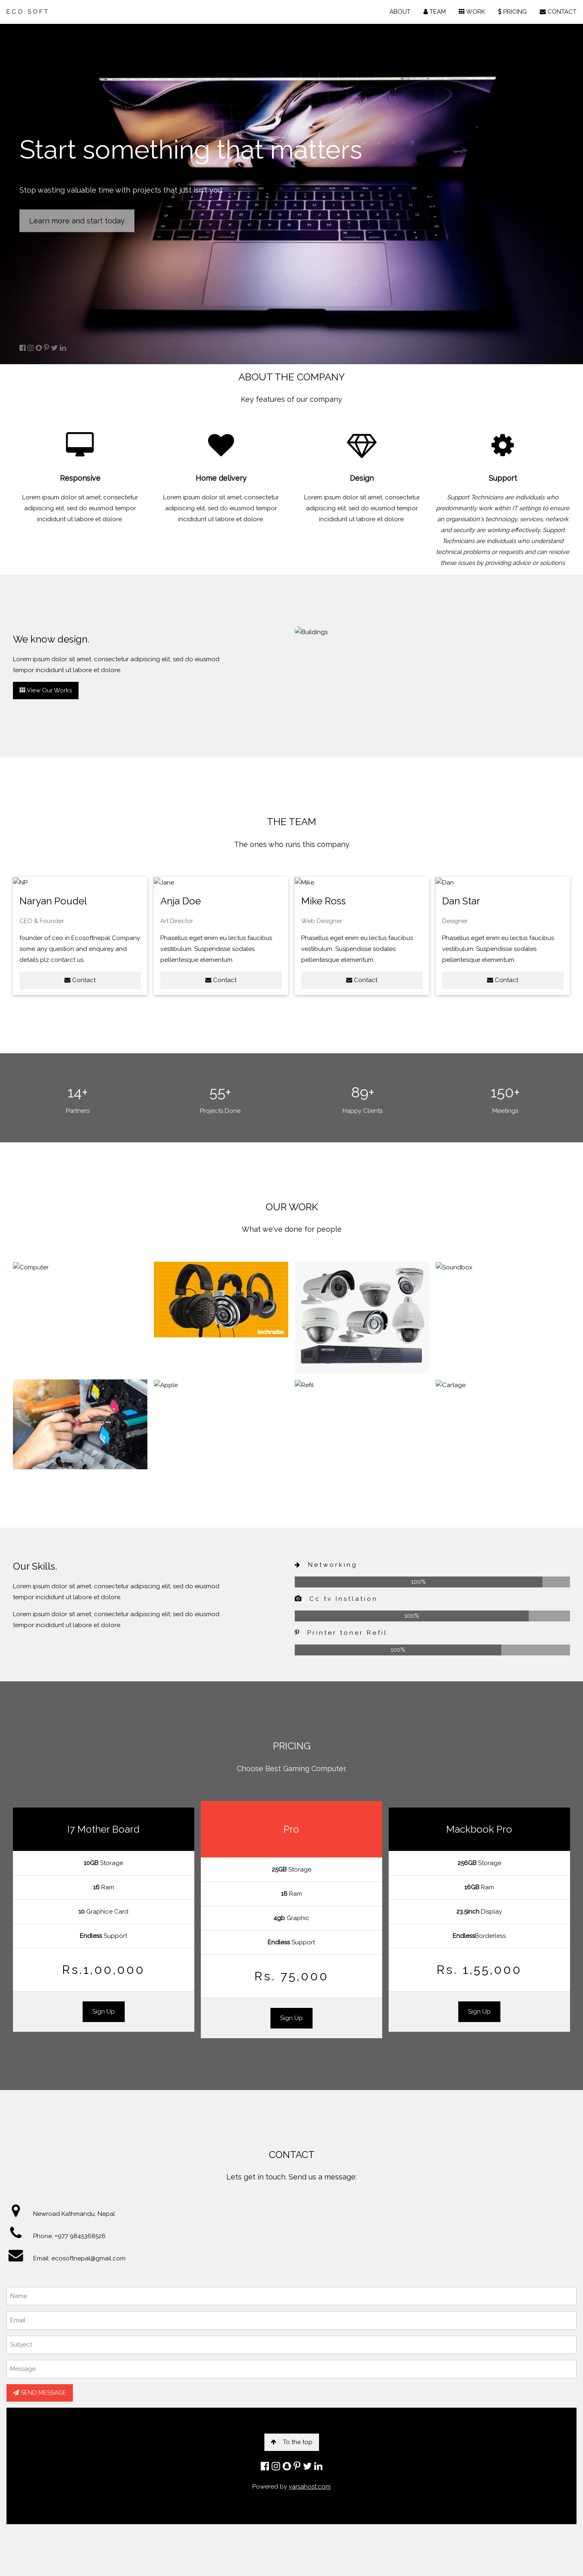 ECO SOFT
ABOUT TEAM WORK PRICING CONTACT
Start something that matters
Stop wasting valuable time with projects that just isn't you.
Learn more and start today
ABOUT THE COMPANY
Key features of our company
Responsive
Lorem ipsum dolor sit amet, consectetur
adipiscing elit, sed do eiusmod tempor
incididunt ut labore et dolore.
Home delivery
Lorem ipsum dolor sit amet, consectetur
adipiscing elit, sed do eiusmod tempor
incididunt ut labore et dolore.
Design
Lorem ipsum dolor sit amet, consectetur
adipiscing elit, sed do eiusmod tempor
incididunt ut labore et dolore.
Support
Support Technicians are individuals who
predominantly work within IT settings to ensure
an organisation's technology, services, network
and security are working effectively. Support
Technicians are individuals who understand
technical problems or requests and can resolve
these issues by providing advice or solutions
We know design.
Lorem ipsum dolor sit amet, consectetur adipiscing elit, sed do eiusmod
tempor incididunt ut labore et dolore.
View Our Works
Buildings
THE TEAM
The ones who runs this company
NP
Naryan Poudel
CEO & Founder
founder of ceo in Ecosoftnepal Company
some any question and enquirey and
details plz contarct us.
Contact
Jane
Anja Doe
Art Director
Phasellus eget enim eu lectus faucibus
vestibulum. Suspendisse sodales
pellentesque elementum.
Contact
Mike
Mike Ross
Web Designer
Phasellus eget enim eu lectus faucibus
vestibulum. Suspendisse sodales
pellentesque elementum.
Contact
Dan
Dan Star
Designer
Phasellus eget enim eu lectus faucibus
vestibulum. Suspendisse sodales
pellentesque elementum.
Contact
14+
Partners
55+
Projects Done
89+
Happy Clients
150+
Meetings
OUR WORK
What we've done for people
Computer
techradar
Soundbox
Apple
Refil
Cartage
Our Skills.
Lorem ipsum dolor sit amet, consectetur adipiscing elit, sed do eiusmod
tempor incididunt ut labore et dolore.
Lorem ipsum dolor sit amet, consectetur adipiscing elit, sed do eiusmod
tempor incididunt ut labore et dolore.
Networking
100%
Cc tv Instlation
100%
Printer toner Refil
100%
PRICING
Choose Best Gaming Computer.
I7 Mother Board
10GB Storage
16 Ram
10 Graphice Card
Endless Support
Rs.1,00,000
Sign Up
Pro
25GB Storage
16 Ram
4gb Graphic
Endless Support
Rs. 75,000
Sign Up
Mackbook Pro
256GB Storage
16GB Ram
23.5inch Display
EndlessBorderless
Rs. 1,55,000
Sign Up
CONTACT
Lets get in touch. Send us a message:
Newroad Kathmandu, Nepal
Phone: +977 9845368526
Email: ecosoftnepal@gmail.com
Name
Email
Subject
Message
SEND MESSAGE
To the top
Powered by yarsahost.com